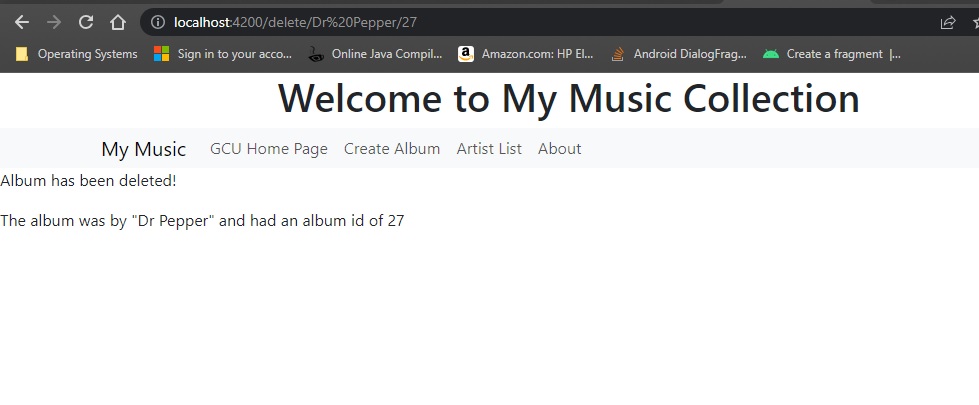 localhost:4200/delete/Dr%20Pepper/27
Operating Systems Sign in to your acco... Online Java Compil... Amazon.com: HP El... Android DialogFrag... Create a fragment |...
Welcome to My Music Collection
My Music GCU Home Page Create Album Artist List About
Album has been deleted!
The album was by "Dr Pepper" and had an album id of 27